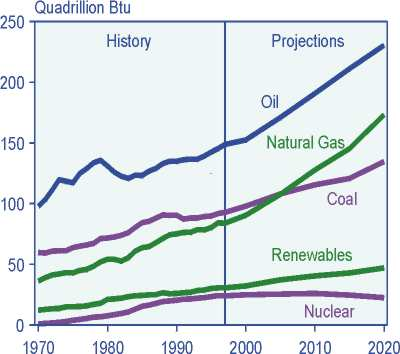 Quadrillion Btu
250
History
Projections
200
Oil
150
Natural Gas
100
Coal
50
Renewables
Nuclear
0
1970 1980 1990 2000 2010 2020